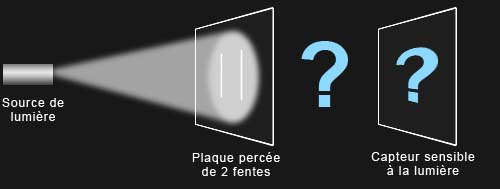 ?
?
Source de
lumière
Plaque percée
de 2 fentes
Capteur sensible
à la lumière